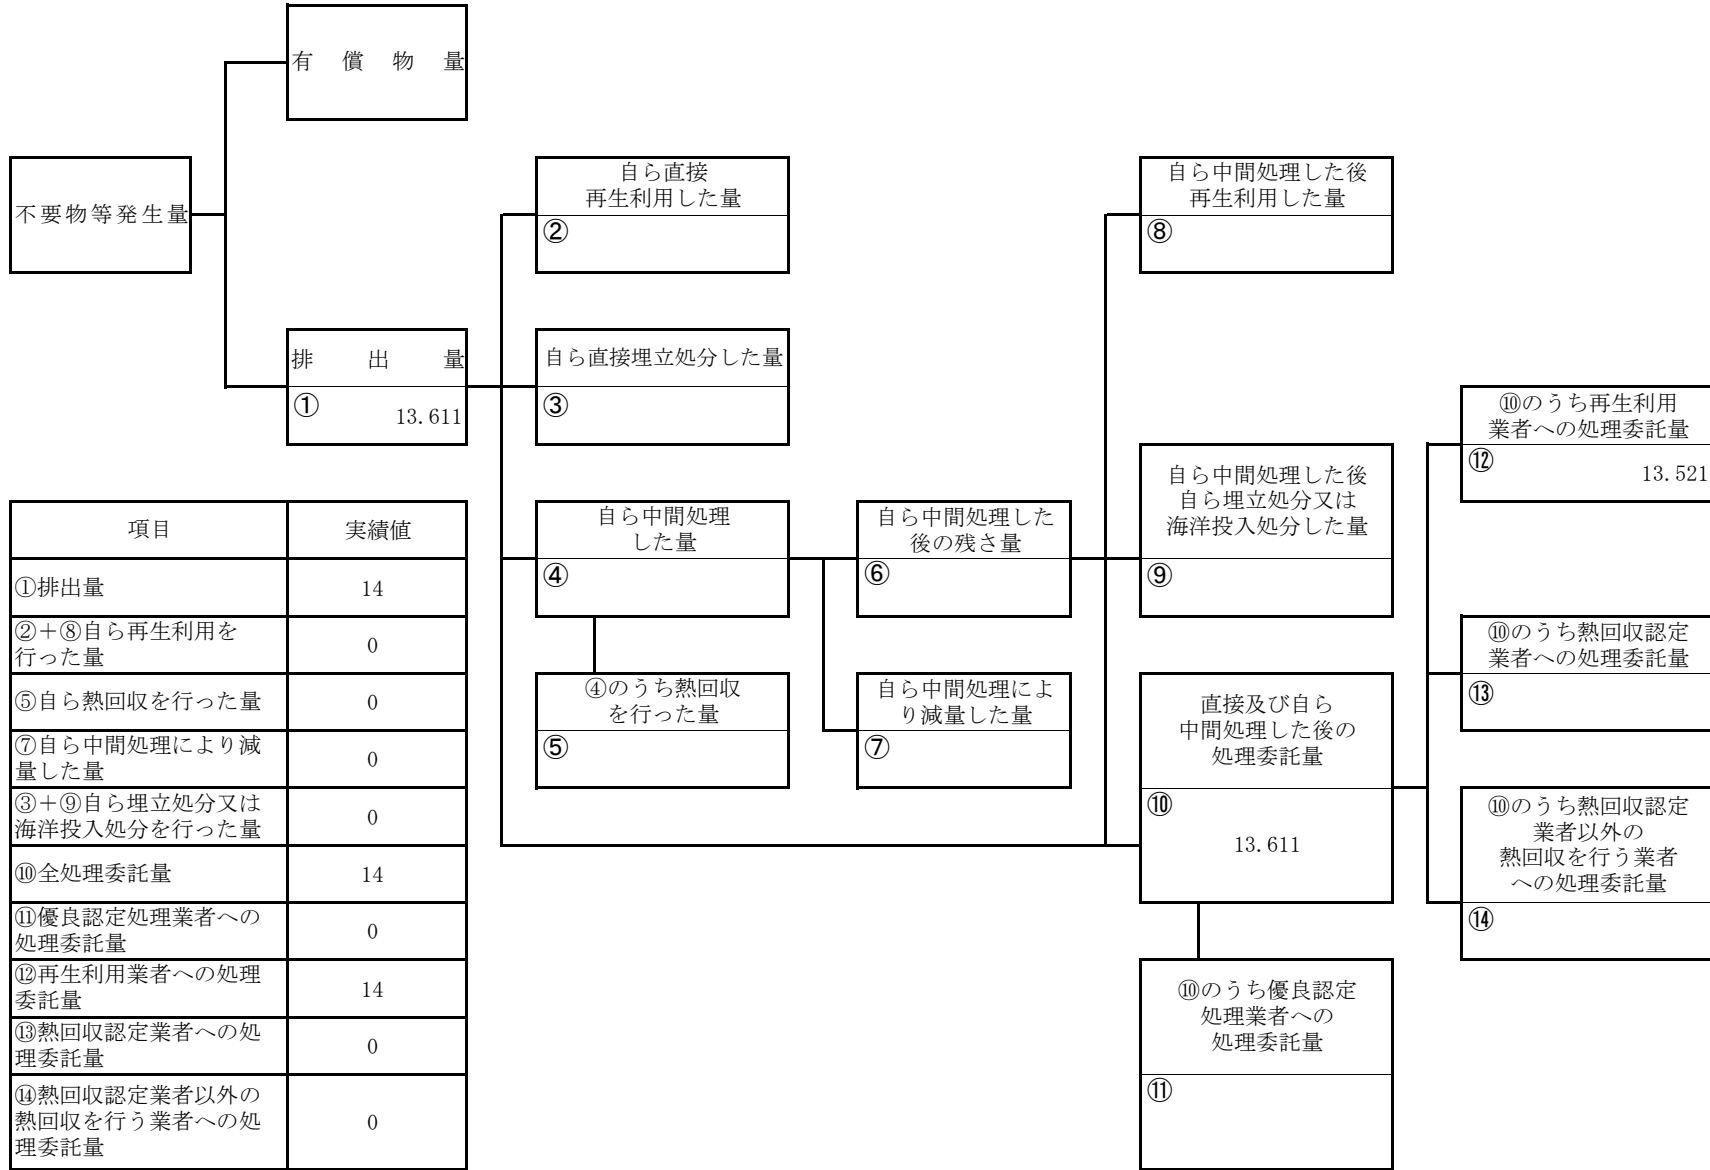 有償物量
不要物等発生量
排出量
①
13.611
自ら直接
再生利用した量
②
自ら直接埋立処分した量
③
自ら中間処理
した量
④
④のうち熱回収
を行った量
⑤
自ら中間処理した
後の残さ量
⑥
自ら中間処理によ
り減量した量
⑦
自ら中間処理した後
再生利用した量
⑧
自ら中間処理した後
自ら埋立処分又は
海洋投入処分した量
⑨
直接及び自ら
中間処理した後の
処理委託量
⑩
13.611
⑩のうち優良認定
処理業者への
処理委託量
⑪
⑩のうち再生利用
業者への処理委託量
⑫
13.521
⑩のうち熱回収認定
業者への処理委託量
⑬
⑩のうち熱回収認定
業者以外の
熱回収を行う業者
への処理委託量
⑭
項目 実績値
①排出量 14
②+⑧自ら再生利用を
行った量 0
⑤自ら熱回収を行った量 0
⑦自ら中間処理により減
量した量 0
③+⑨自ら埋立処分又は
海洋投入処分を行った量 0
⑩全処理委託量 14
⑪優良認定処理業者への
処理委託量 0
⑫再生利用業者への処理
委託量 14
⑬熱回収認定業者への処
理委託量 0
⑭熱回収認定業者以外の
熱回収を行う業者への処
理委託量 0